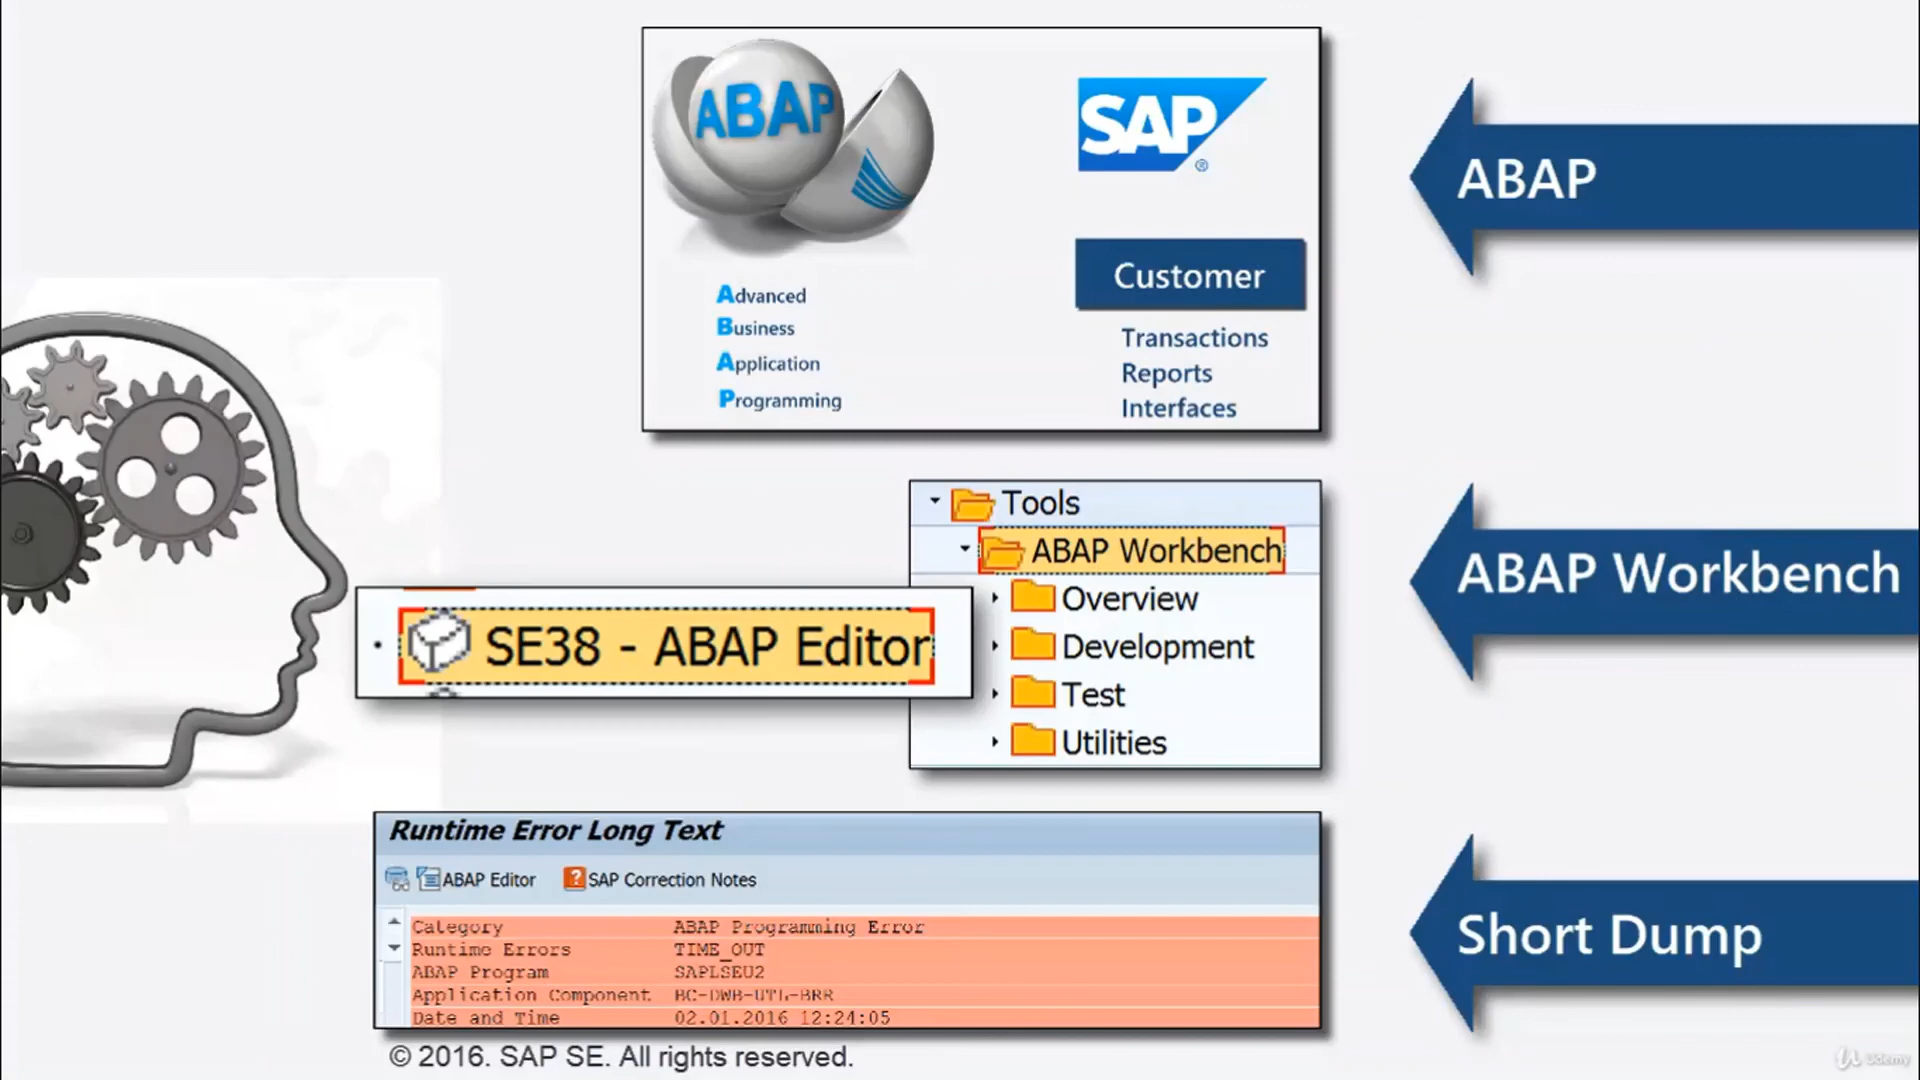 ABAP
SAP
®
Advanced
Business
Application
Programming
Customer
Transactions
Reports
Interfaces
ABAP
Tools
ABAP Workbench
Overview
Development
Test
Utilities
SE38 - ABAP Editor
ABAP Workbench
Runtime Error Long Text
ABAP Editor
SAP Correction Notes
Category ABAP Programming Error
Runtime Errors TIME_OUT
ABAP Program SAPLSEU2
Application Component BC-DWB-UTL-BRR
Date and Time 02.01.2016 12:24:05
Short Dump
© 2016. SAP SE. All rights reserved.
Udemy